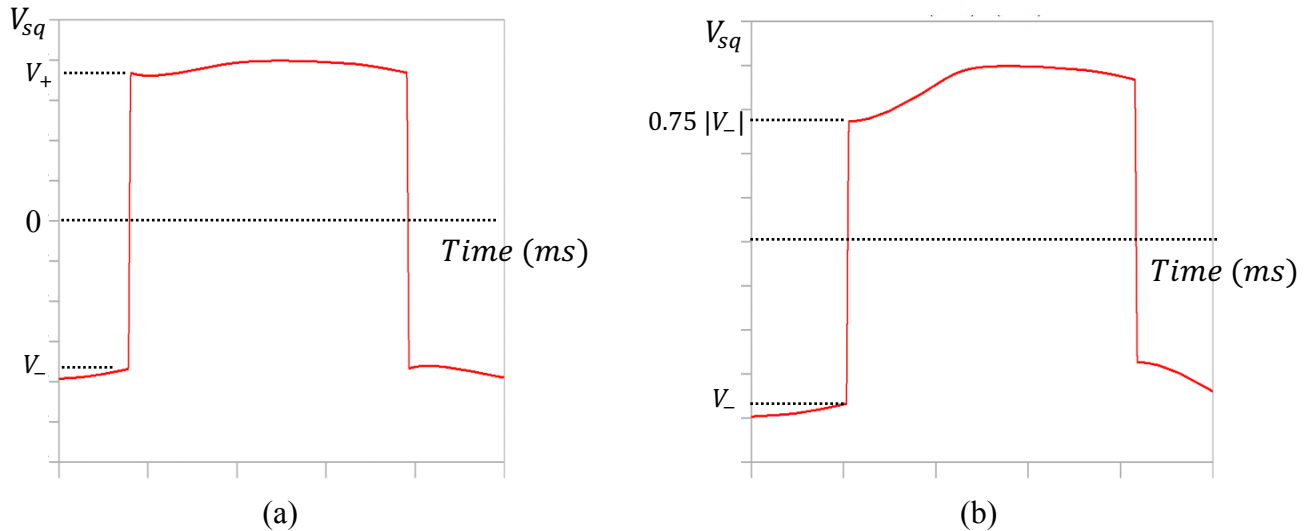 V_sq
V_+
0
Time (ms)
V_-
(a)
V_sq
0.75 |V_-|
Time (ms)
V_-
(b)